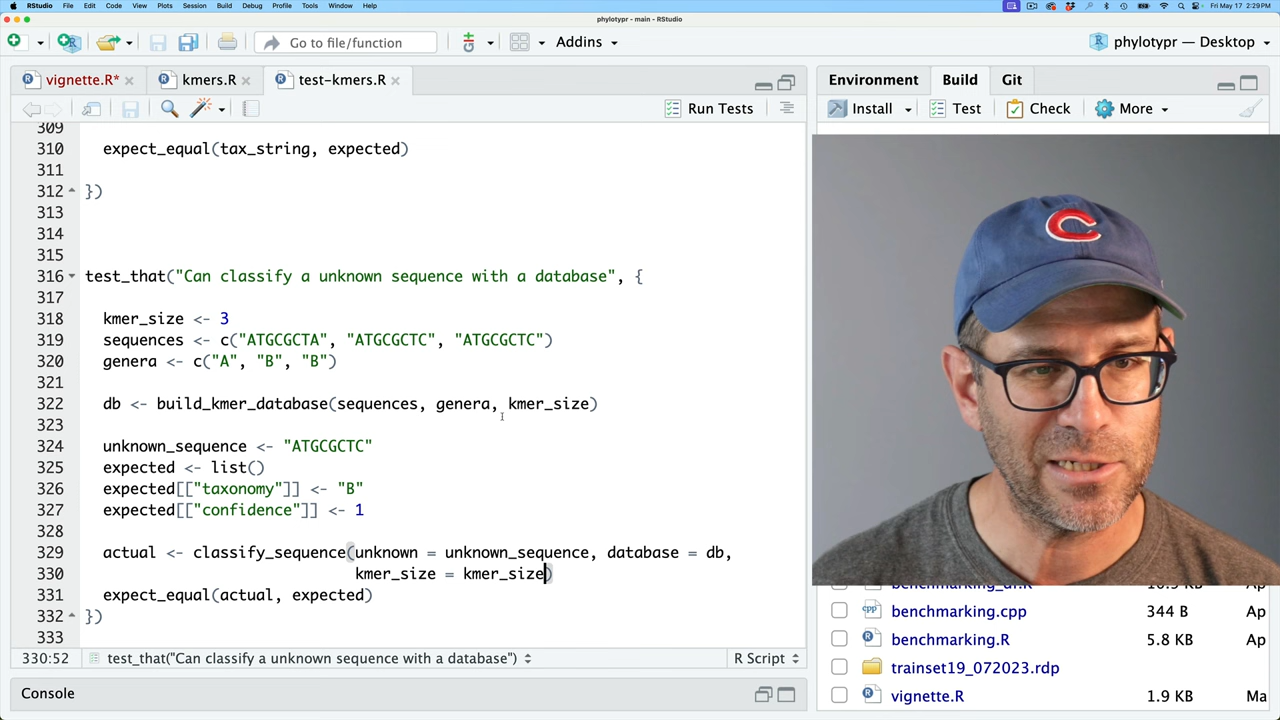 RStudio File Edit Code View Plots Session Build Debug Profile Tools Window Help Fri May 17 2:29 PM
phylotypr - main - RStudio
Go to file/function Addins phylotypr — Desktop
vignette.R* kmers.R test-kmers.R Environment Build Git
Run Tests Install Test Check More
309
310 expect_equal(tax_string, expected)
311
312 })
313
314
315
316 test_that("Can classify a unknown sequence with a database", {
317
318 kmer_size <- 3
319 sequences <- c("ATGCGCTA", "ATGCGCTC", "ATGCGCTC")
320 genera <- c("A", "B", "B")
321
322 db <- build_kmer_database(sequences, genera, kmer_size)
323
324 unknown_sequence <- "ATGCGCTC"
325 expected <- list()
326 expected[["taxonomy"]] <- "B"
327 expected[["confidence"]] <- 1
328
329 actual <- classify_sequence(unknown = unknown_sequence, database = db,
330 kmer_size = kmer_size)
331 expect_equal(actual, expected)
332 })
333
benchmarking.cpp 344 B Ap
benchmarking.R 5.8 KB Ap
trainset19_072023.rdp
vignette.R 1.9 KB Ma
330:52 test_that("Can classify a unknown sequence with a database") R Script
Console
C